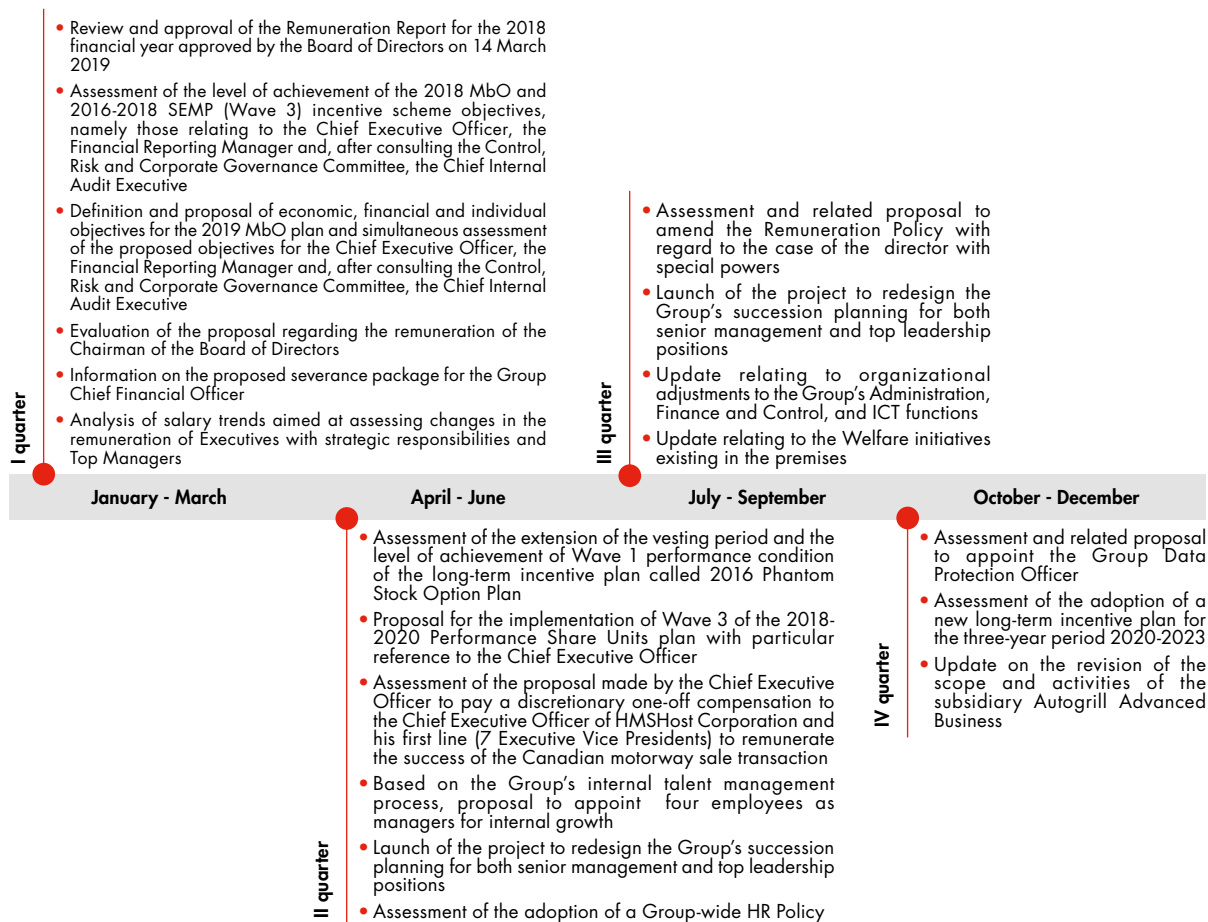 • Review and approval of the Remuneration Report for the 2018
financial year approved by the Board of Directors on 14 March
2019
• Assessment of the level of achievement of the 2018 MbO and
2016-2018 SEMP (Wave 3) incentive scheme objectives,
namely those relating to the Chief Executive Officer, the
Financial Reporting Manager and, after consulting the Control,
Risk and Corporate Governance Committee, the Chief Internal
Audit Executive
• Definition and proposal of economic, financial and individual
objectives for the 2019 MbO plan and simultaneous assessment
of the proposed objectives for the Chief Executive Officer, the
Financial Reporting Manager and, after consulting the Control,
Risk and Corporate Governance Committee, the Chief Internal
Audit Executive
• Evaluation of the proposal regarding the remuneration of the
Chairman of the Board of Directors
• Information on the proposed severance package for the Group
Chief Financial Officer
• Analysis of salary trends aimed at assessing changes in the
remuneration of Executives with strategic responsibilities and
Top Managers
I quarter
• Assessment and related proposal to
amend the Remuneration Policy with
regard to the case of the director with
special powers
• Launch of the project to redesign the
Group's succession planning for both
senior management and top leadership
positions
• Update relating to organizational
adjustments to the Group's Administration,
Finance and Control, and ICT functions
• Update relating to the Welfare initiatives
existing in the premises
III quarter
January - March
April - June
July - September
October - December
• Assessment of the extension of the vesting period and the
level of achievement of Wave 1 performance condition
of the long-term incentive plan called 2016 Phantom
Stock Option Plan
• Proposal for the implementation of Wave 3 of the 2018-
2020 Performance Share Units plan with particular
reference to the Chief Executive Officer
• Assessment of the proposal made by the Chief Executive
Officer to pay a discretionary one-off compensation to
the Chief Executive Officer of HMSHost Corporation and
his first line (7 Executive Vice Presidents) to remunerate
the success of the Canadian motorway sale transaction
• Based on the Group's internal talent management
process, proposal to appoint four employees as
managers for internal growth
• Launch of the project to redesign the Group's succession
planning for both senior management and top leadership
positions
• Assessment of the adoption of a Group-wide HR Policy
II quarter
• Assessment and related proposal
to appoint the Group Data
Protection Officer
• Assessment of the adoption of a
new long-term incentive plan for
the three-year period 2020-2023
• Update on the revision of the
scope and activities of the
subsidiary Autogrill Advanced
Business
IV quarter